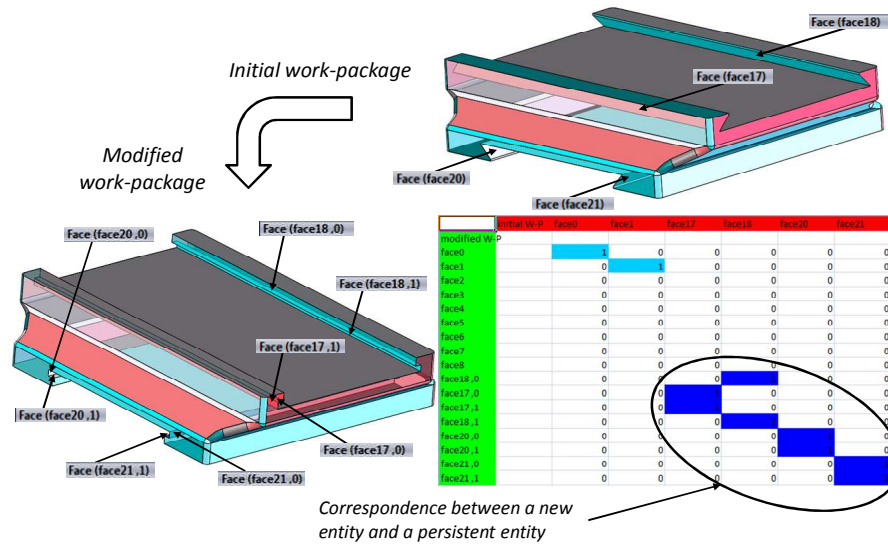 Initial work-package
Modified
work-package
Face (face18)
Face (face17)
Face (face20)
Face (face21)
Face (face20 ,0)
Face (face18 ,0)
Face (face18 ,1)
Face (face17 ,1)
Face (face20 ,1)
Face (face17 ,0)
Face (face21 ,1)
Face (face21 ,0)
initial W-P face0 face1 face17 face18 face20 face21
modified W-P
face0 1 0 0 0 0 0
face1 0 1 0 0 0 0
face2 0 0 0 0 0 0
face3 0 0 0 0 0 0
face4 0 0 0 0 0 0
face5 0 0 0 0 0 0
face6 0 0 0 0 0 0
face7 0 0 0 0 0 0
face8 0 0 0 0 0 0
face18,0 0 0 0 0 0
face17,0 0 0 0 0 0
face17,1 0 0 0 0 0
face18,1 0 0 0 0 0
face20,0 0 0 0 0 0
face20,1 0 0 0 0 0
face21,0 0 0 0 0 0
face21,1 0 0 0 0 0
Correspondence between a new
entity and a persistent entity